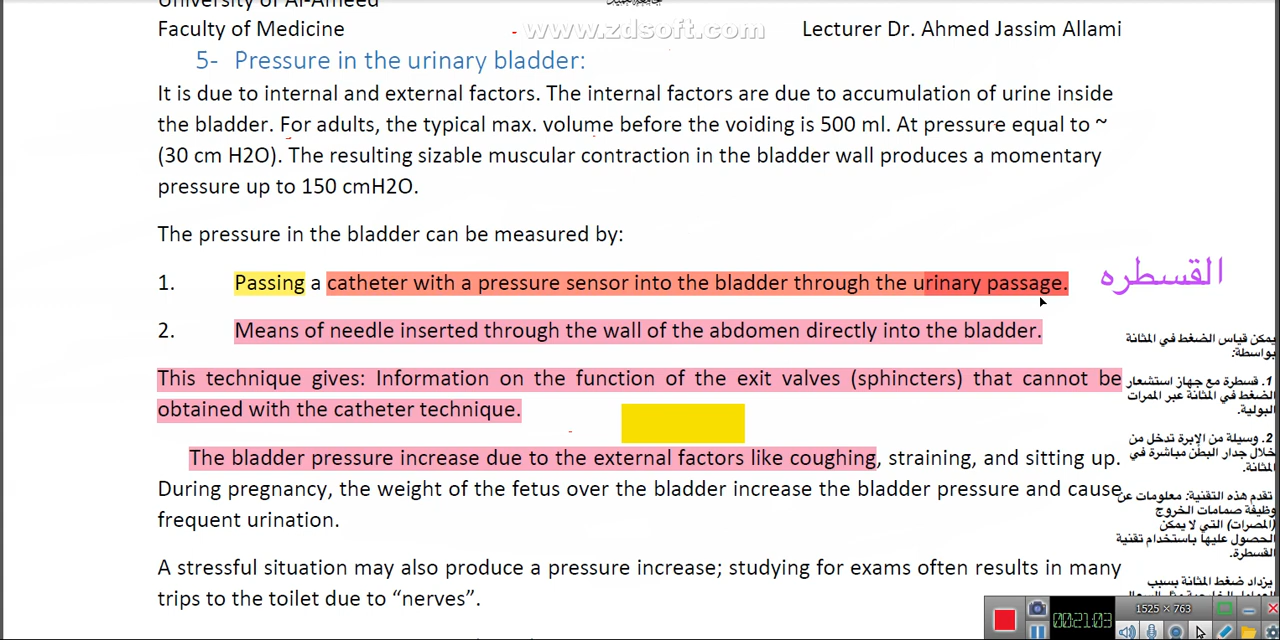 University of Al-Ameed
Faculty of Medicine
www.zdsoft.com
Lecturer Dr. Ahmed Jassim Allami
5- Pressure in the urinary bladder:
It is due to internal and external factors. The internal factors are due to accumulation of urine inside
the bladder. For adults, the typical max. volume before the voiding is 500 ml. At pressure equal to ~
(30 cm H2O). The resulting sizable muscular contraction in the bladder wall produces a momentary
pressure up to 150 cmH2O.
The pressure in the bladder can be measured by:
1. Passing a catheter with a pressure sensor into the bladder through the urinary passage.
القسطره
2. Means of needle inserted through the wall of the abdomen directly into the bladder.
This technique gives: Information on the function of the exit valves (sphincters) that cannot be
obtained with the catheter technique.
The bladder pressure increase due to the external factors like coughing, straining, and sitting up.
During pregnancy, the weight of the fetus over the bladder increase the bladder pressure and cause
frequent urination.
A stressful situation may also produce a pressure increase; studying for exams often results in many
trips to the toilet due to “nerves”.
يمكن قياس الضغط في المثانة
بواسطة:
1. قسطرة مع جهاز استشعار
الضغط في المثانة عبر الممرات
البولية.
2. وسيلة من الإبرة تدخل من
خلال جدار البطن مباشرة في
المثانة.
تقدم هذه التقنية: معلومات عن
وظيفة صمامات الخروج
(المصرات) التي لا يمكن
الحصول عليها باستخدام تقنية
القسطرة.
يزداد ضغط المثانة بسبب
1525 × 763
00:21:03